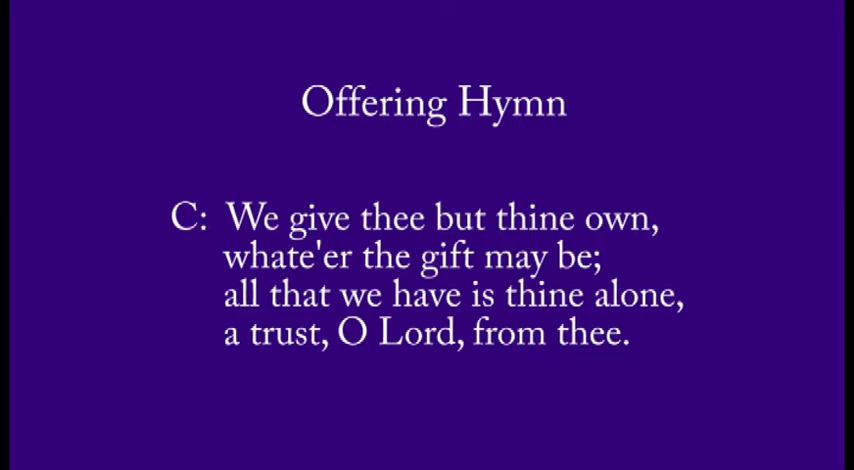 Offering Hymn
C: We give thee but thine own,
whate'er the gift may be;
all that we have is thine alone,
a trust, O Lord, from thee.